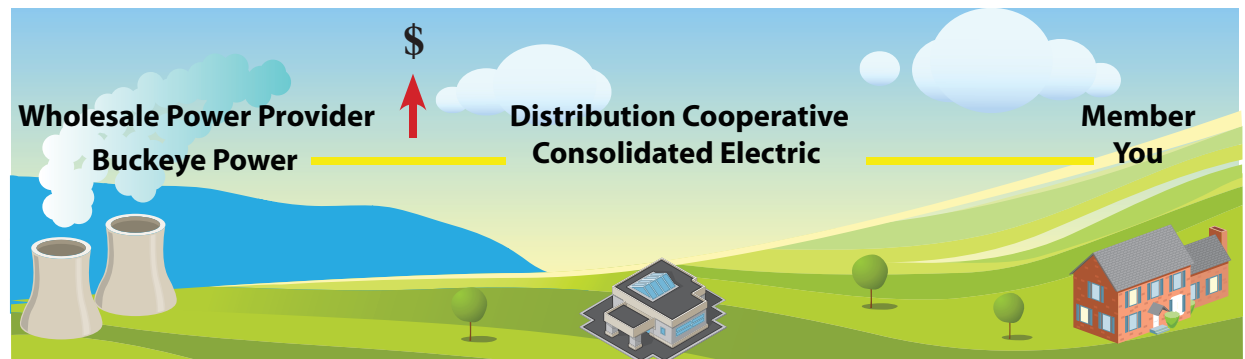 $
Wholesale Power Provider
Buckeye Power
Distribution Cooperative
Consolidated Electric
Member
You